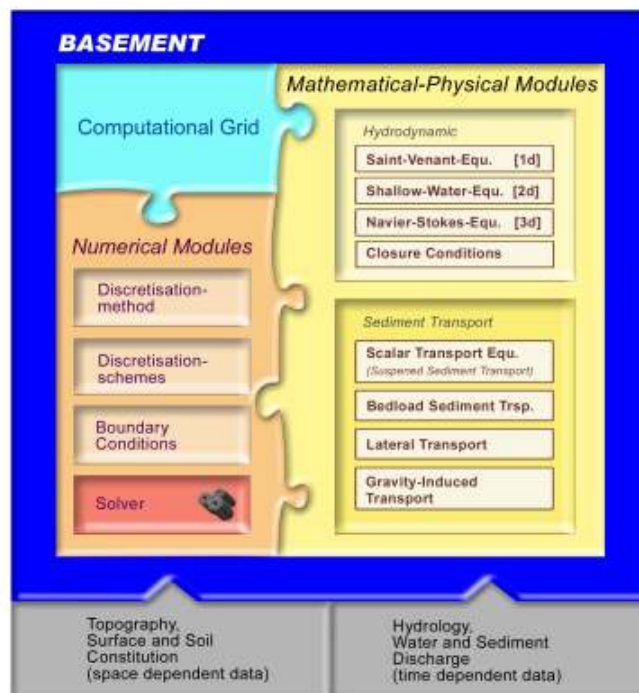 BASEMENT
Computational Grid
Numerical Modules
Discretisation-
method
Discretisation-
schemes
Boundary
Conditions
Solver
Mathematical-Physical Modules
Hydrodynamic
Saint-Venant-Equ. [1d]
Shallow-Water-Equ. [2d]
Navier-Stokes-Equ. [3d]
Closure Conditions
Sediment Transport
Scalar Transport Equ.
(Suspened Sediment Transport)
Bedload Sediment Trsp.
Lateral Transport
Gravity-Induced
Transport
Topography,
Surface and Soil
Constitution
(space dependent data)
Hydrology,
Water and Sediment
Discharge
(time dependent data)